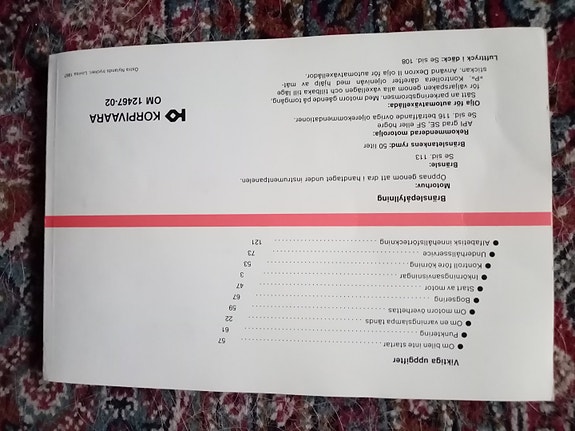 Viktiga uppgifter
● Om bilen inte startar 57
● Punktering 61
● Om en varningslampa tänds 22
● Om motorn överhettas 59
● Bogsering 67
● Start av motor 47
● Inkörningsanvisningar 3
● Kontroll före körning 53
● Underhållsservice 73
● Alfabetisk innehållsförteckning 121
Bränslepåfyllning
Motorhuv:
Öppnas genom att dra i handtaget under instrumentpanelen.
Bränsle:
Se sid. 113
Bränsletankens rymd: 50 liter
Rekommenderad motorolja:
API grad SE, SF eller högre
Se sid. 116 beträffande övriga oljerekommendationer.
Olja för automatväxellåda:
Sätt an parkeringsbromsen. Med motorn gående på tomgång,
för väljarspaken genom alla växellägen och tillbaka till läge
»P«. Kontrollera därefter oljenivån med hjälp av mät-
stickan. Använd Dexron II olja för automatväxellådor.
Lufttryck i däck: Se sid. 108
KORPIVAARA
OM 12467-02